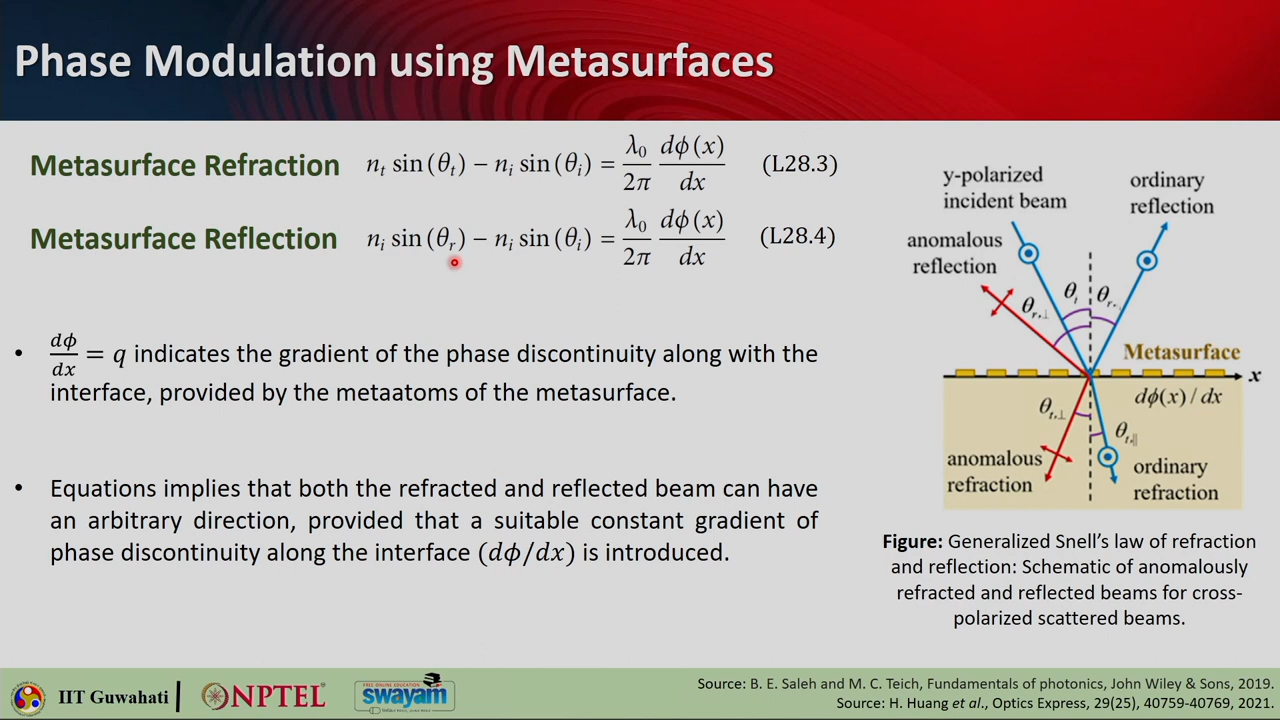 Phase Modulation using Metasurfaces
Metasurface Refraction n_t sin(θ_t) − n_i sin(θ_i) = λ_0/2π dϕ(x)/dx (L28.3)
Metasurface Reflection n_i sin(θ_r) − n_i sin(θ_i) = λ_0/2π dϕ(x)/dx (L28.4)
• dϕ/dx = q indicates the gradient of the phase discontinuity along with the
interface, provided by the metaatoms of the metasurface.
• Equations implies that both the refracted and reflected beam can have
an arbitrary direction, provided that a suitable constant gradient of
phase discontinuity along the interface (dϕ/dx) is introduced.
y-polarized
incident beam
ordinary
reflection
anomalous
reflection
θ_r,⊥
θ_i
θ_r,
Metasurface
x
dϕ(x) / dx
θ_t,⊥
θ_t,||
anomalous
refraction
ordinary
refraction
Figure: Generalized Snell's law of refraction
and reflection: Schematic of anomalously
refracted and reflected beams for cross-
polarized scattered beams.
IIT Guwahati
NPTEL
FREE ONLINE EDUCATION
swayam
Source: B. E. Saleh and M. C. Teich, Fundamentals of photonics, John Wiley & Sons, 2019.
Source: H. Huang et al., Optics Express, 29(25), 40759-40769, 2021.